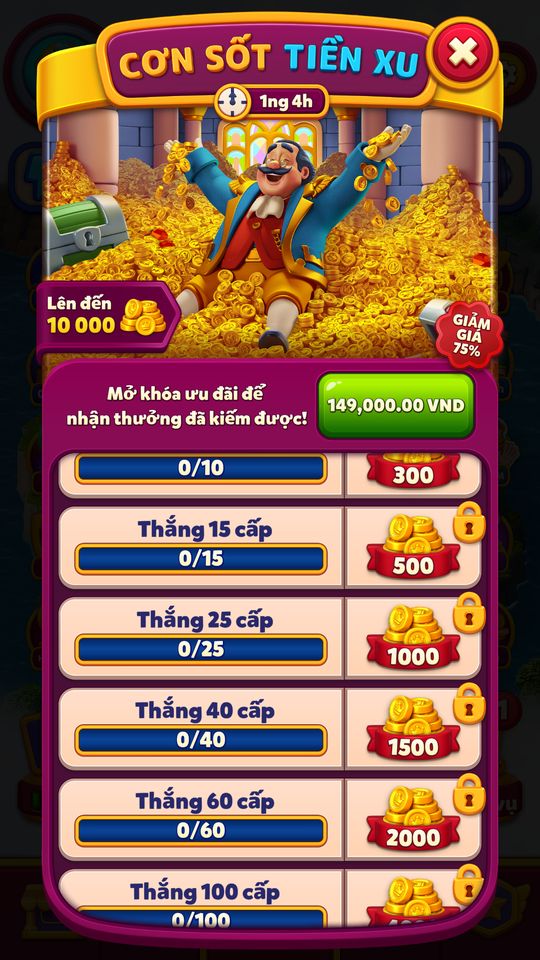 CƠN SỐT TIỀN XU
1ng 4h
Lên đến
10 000
GIẢM
GIÁ
75%
Mở khóa ưu đãi để
nhận thưởng đã kiếm được!
149,000.00 VND
0/10
300
Thắng 15 cấp
0/15
500
Thắng 25 cấp
0/25
1000
Thắng 40 cấp
0/40
1500
Thắng 60 cấp
0/60
2000
Thắng 100 cấp
0/100